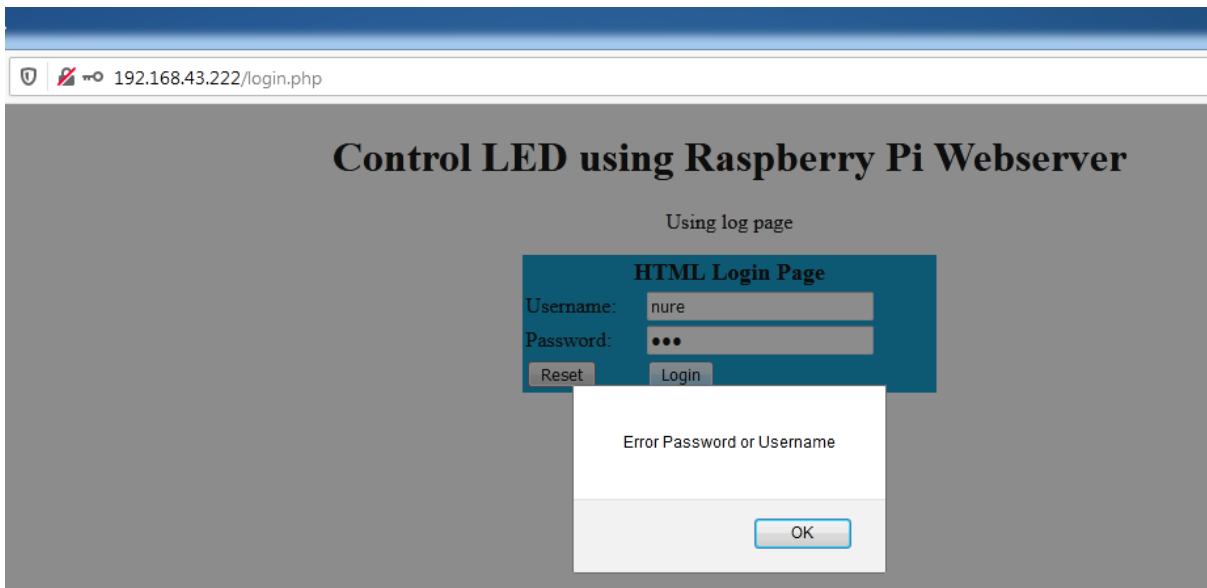 192.168.43.222/login.php
Control LED using Raspberry Pi Webserver
Using log page
HTML Login Page
Username: nure
Password: •••
Reset Login
Error Password or Username
OK